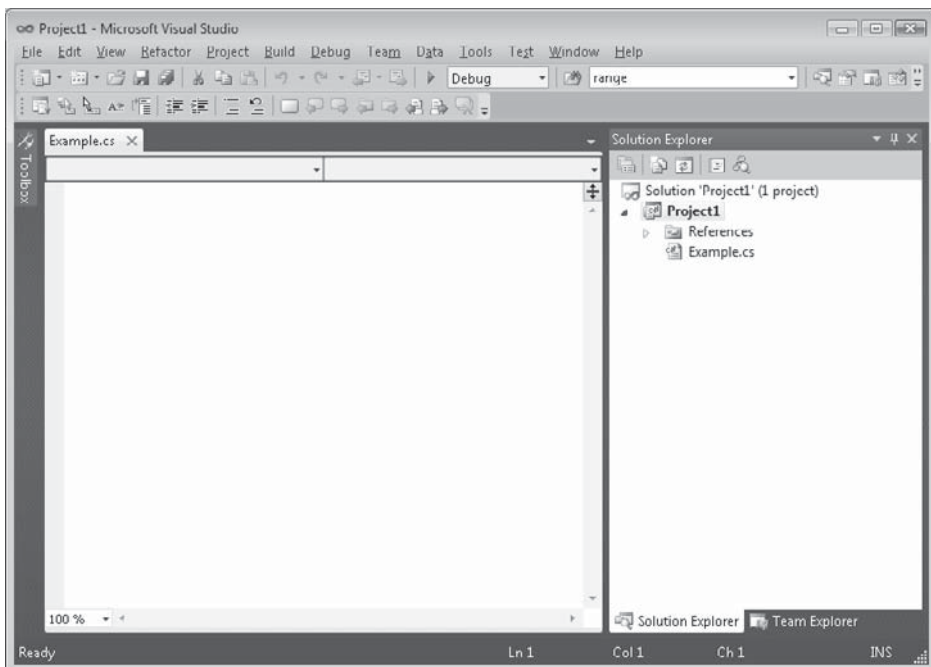 Project1 - Microsoft Visual Studio
File Edit View Refactor Project Build Debug Team Data Tools Test Window Help
Debug range
Toolbox
Example.cs
Solution Explorer
Solution 'Project1' (1 project)
Project1
References
Example.cs
100 %
Solution Explorer Team Explorer
Ready Ln 1 Col 1 Ch 1 INS